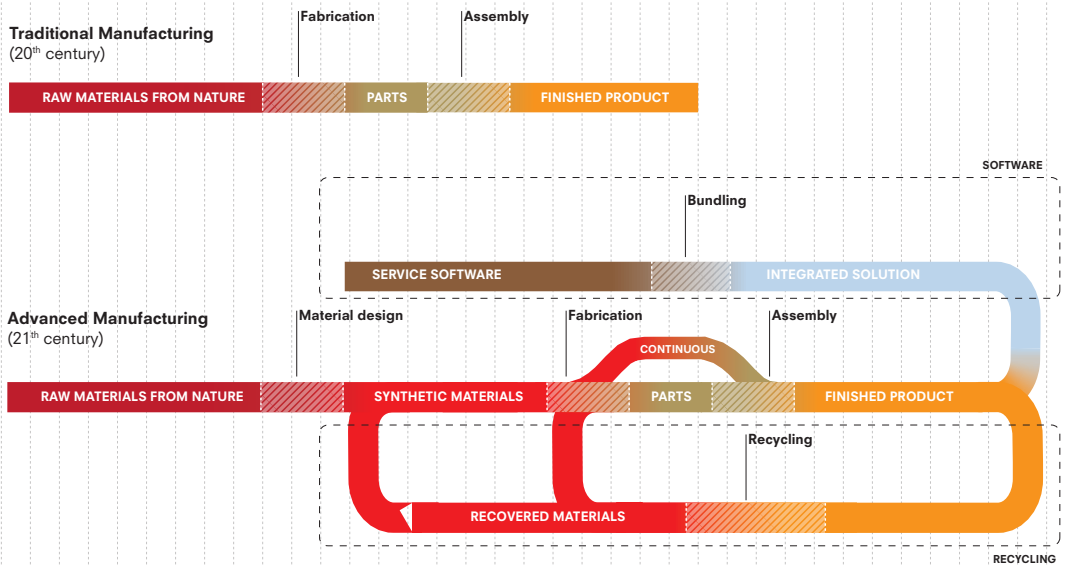 Fabrication
Assembly
Traditional Manufacturing
(20th century)
RAW MATERIALS FROM NATURE
PARTS
FINISHED PRODUCT
SOFTWARE
Bundling
SERVICE SOFTWARE
INTEGRATED SOLUTION
Advanced Manufacturing
(21th century)
Material design
Fabrication
Assembly
CONTINUOUS
RAW MATERIALS FROM NATURE
SYNTHETIC MATERIALS
PARTS
FINISHED PRODUCT
Recycling
RECOVERED MATERIALS
RECYCLING